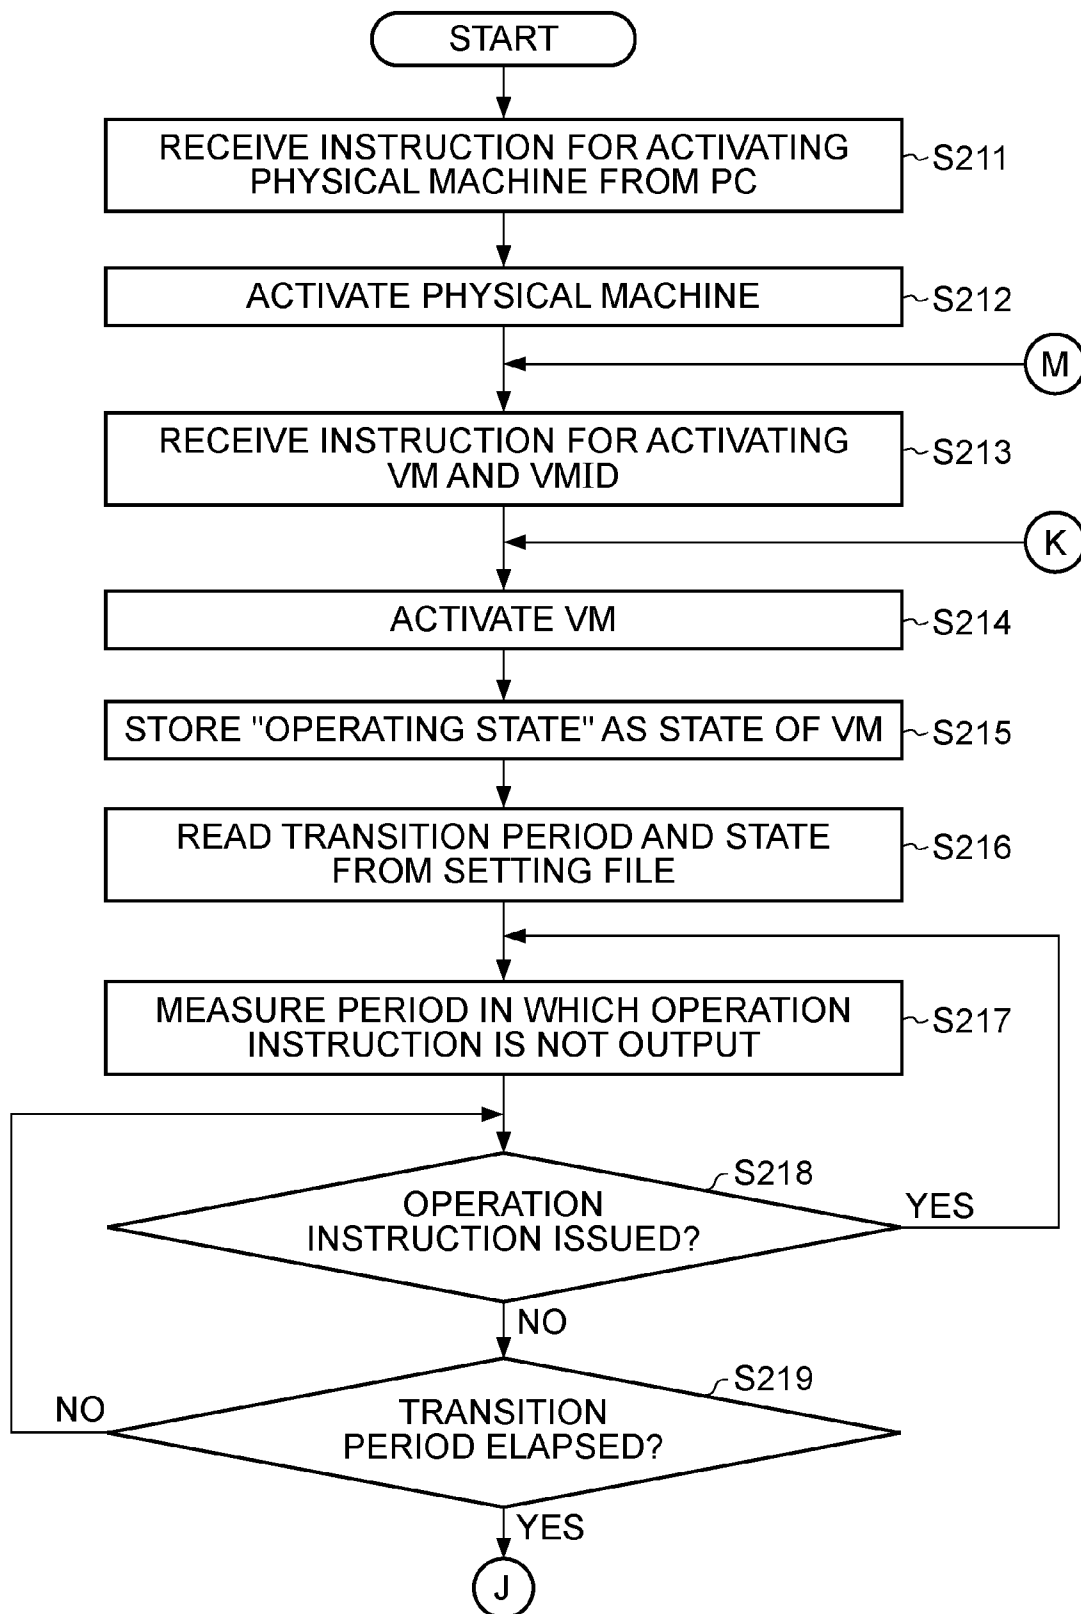 START
RECEIVE INSTRUCTION FOR ACTIVATING
PHYSICAL MACHINE FROM PC
S211
ACTIVATE PHYSICAL MACHINE
S212
M
RECEIVE INSTRUCTION FOR ACTIVATING
VM AND VMID
S213
K
ACTIVATE VM
S214
STORE "OPERATING STATE" AS STATE OF VM
S215
READ TRANSITION PERIOD AND STATE
FROM SETTING FILE
S216
MEASURE PERIOD IN WHICH OPERATION
INSTRUCTION IS NOT OUTPUT
S217
S218
OPERATION
INSTRUCTION ISSUED?
YES
NO
S219
TRANSITION
PERIOD ELAPSED?
NO
YES
J